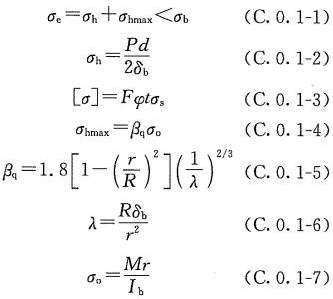 σe=σh+σhmax<σb (C.0.1-1)
σh=Pd/2δb (C.0.1-2)
[σ]=Fφtσs (C.0.1-3)
σhmax=βqσo (C.0.1-4)
βq=1.8[1-(r/R)^2](1/λ)^2/3 (C.0.1-5)
λ=Rδb/r^2 (C.0.1-6)
σo=Mr/Ib (C.0.1-7)